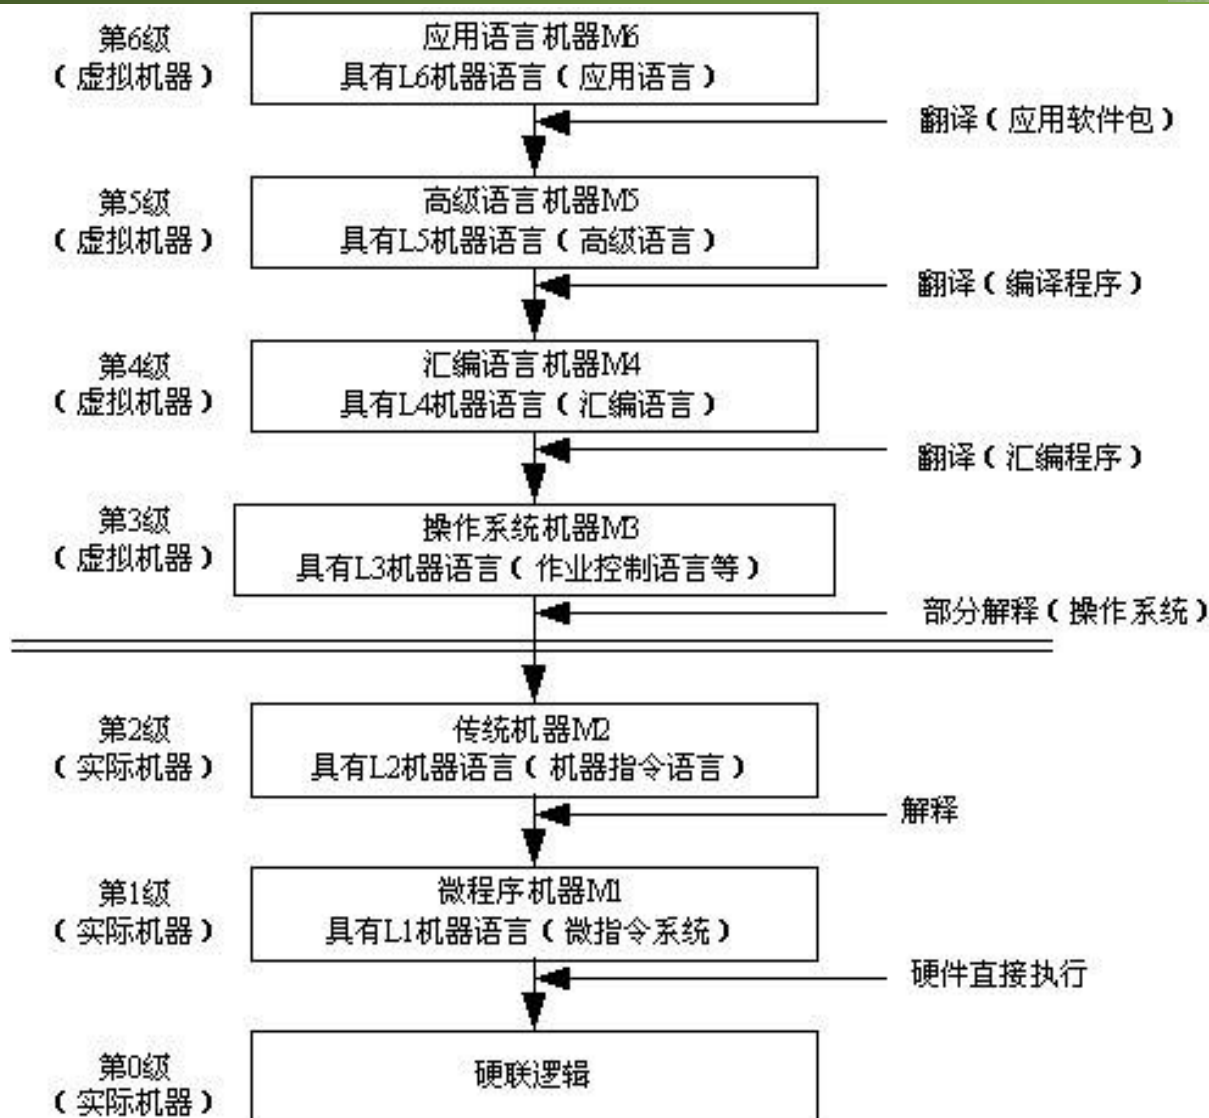 第6级
（虚拟机器）
应用语言机器M6
具有L6机器语言（应用语言）
翻译（应用软件包）
第5级
（虚拟机器）
高级语言机器M5
具有L5机器语言（高级语言）
翻译（编译程序）
第4级
（虚拟机器）
汇编语言机器M4
具有L4机器语言（汇编语言）
翻译（汇编程序）
第3级
（虚拟机器）
操作系统机器M3
具有L3机器语言（作业控制语言等）
部分解释（操作系统）
第2级
（实际机器）
传统机器M2
具有L2机器语言（机器指令语言）
解释
第1级
（实际机器）
微程序机器M1
具有L1机器语言（微指令系统）
硬件直接执行
第0级
（实际机器）
硬联逻辑